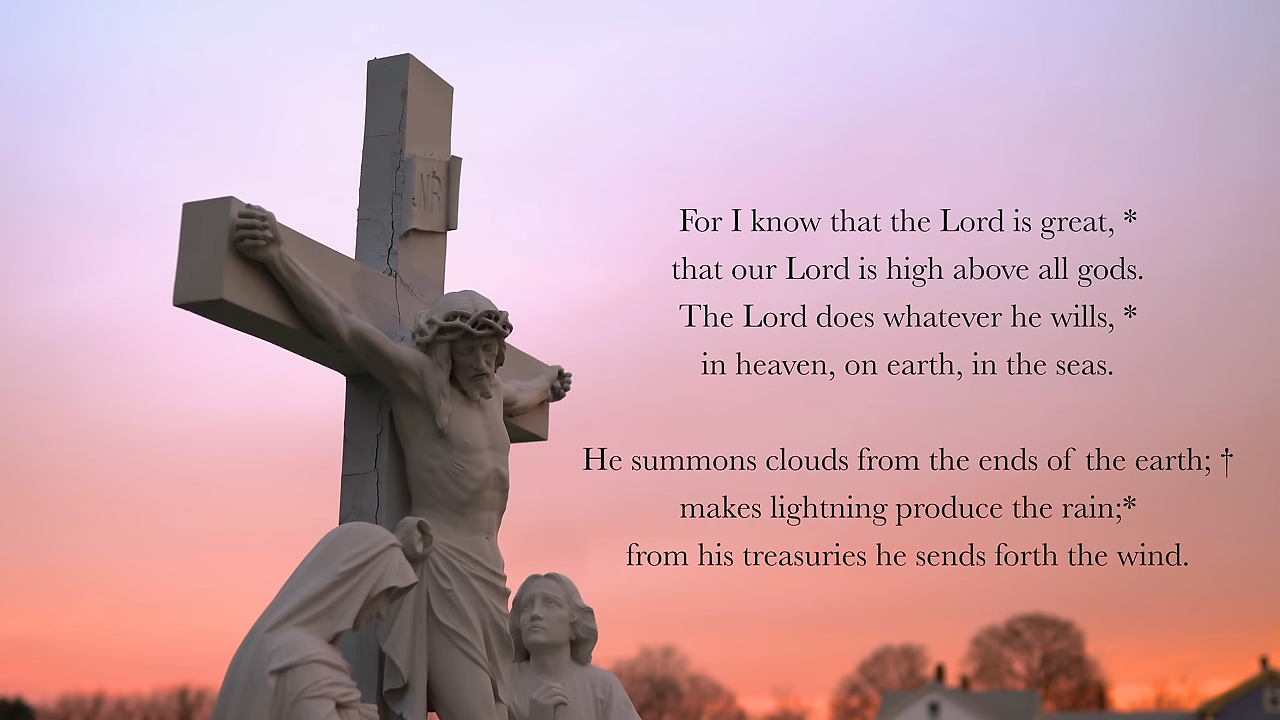 INRI
For I know that the Lord is great, *
that our Lord is high above all gods.
The Lord does whatever he wills, *
in heaven, on earth, in the seas.
He summons clouds from the ends of the earth; †
makes lightning produce the rain;*
from his treasuries he sends forth the wind.